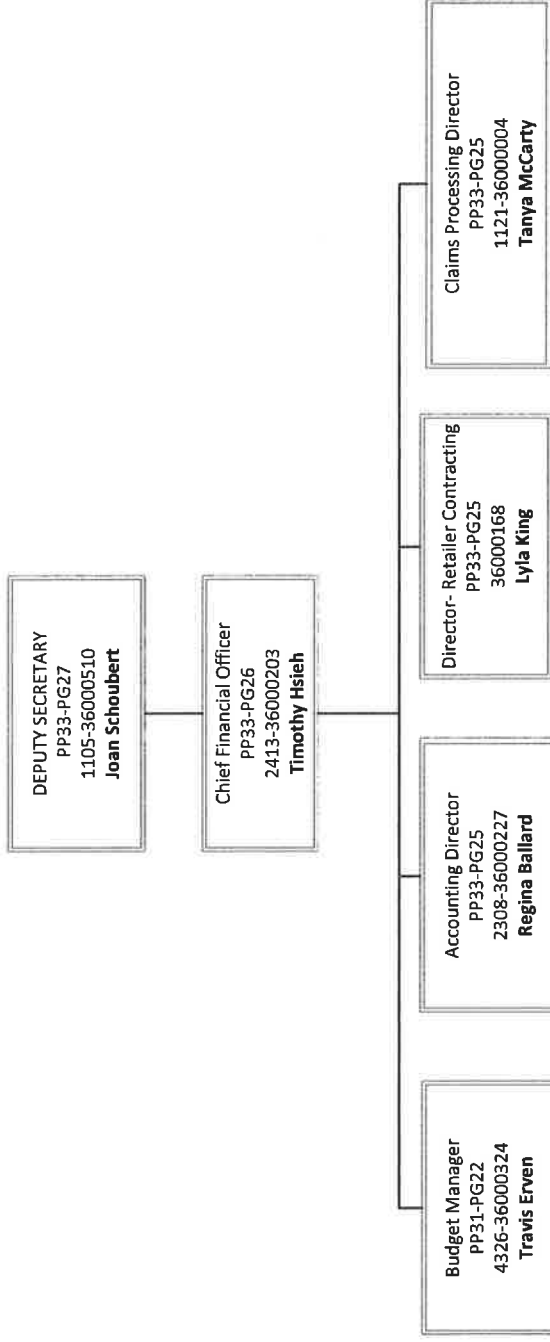 DEPUTY SECRETARY
PP33-PG27
1105-36000510
Joan Schoubert
Chief Financial Officer
PP33-PG26
2413-36000203
Timothy Hsieh
Budget Manager
PP31-PG22
4326-36000324
Travis Erven
Accounting Director
PP33-PG25
2308-36000227
Regina Ballard
Director- Retailer Contracting
PP33-PG25
36000168
Lyla King
Claims Processing Director
PP33-PG25
1121-36000004
Tanya McCarty